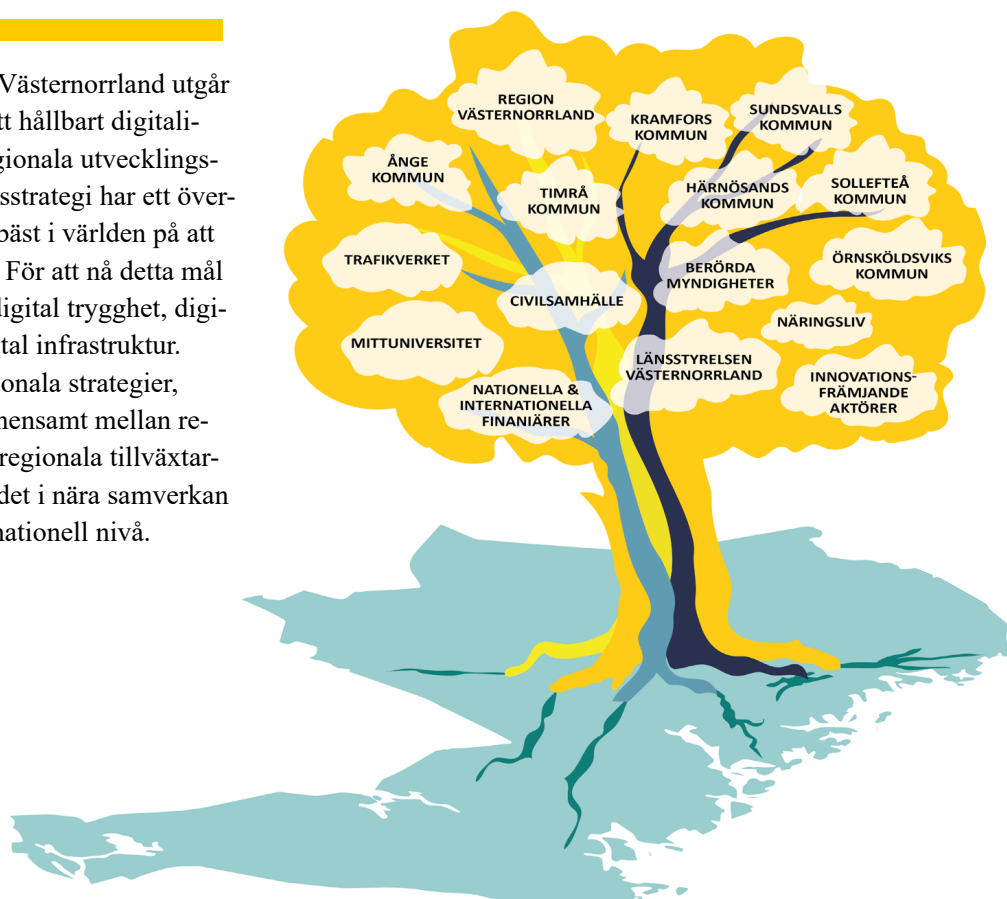 Västernorrland utgår
tt hållbart digitali-
gionala utvecklings-
sstrategi har ett över-
bäst i världen på att
För att nå detta mål
digital trygghet, digi-
tal infrastruktur.
onala strategier,
mensamt mellan re-
regionala tillväxtar-
det i nära samverkan
nationell nivå.
REGION
VÄSTERNORRLAND
KRAMFORS
KOMMUN
SUNDSVALLS
KOMMUN
ÅNGE
KOMMUN
TIMRÅ
KOMMUN
HÄRNÖSANDS
KOMMUN
SOLLEFTEÅ
KOMMUN
TRAFIKVERKET
CIVILSAMHÄLLE
BERÖRDA
MYNDIGHETER
ÖRNSKÖLDSVIKS
KOMMUN
MITTUNIVERSITET
NÄRINGSLIV
LÄNSSTYRELSEN
VÄSTERNORRLAND
NATIONELLA &
INTERNATIONELLA
FINANIÄRER
INNOVATIONS-
FRÄMJANDE
AKTÖRER